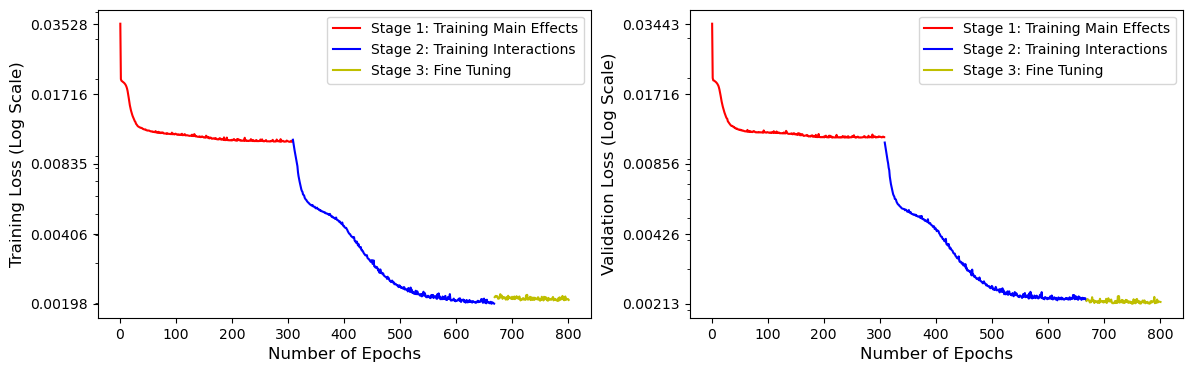 Training Loss (Log Scale)
0.03528
0.01716
0.00835
0.00406
0.00198
Stage 1: Training Main Effects
Stage 2: Training Interactions
Stage 3: Fine Tuning
0 100 200 300 400 500 600 700 800
Number of Epochs
Validation Loss (Log Scale)
0.03443
0.01716
0.00856
0.00426
0.00213
Stage 1: Training Main Effects
Stage 2: Training Interactions
Stage 3: Fine Tuning
0 100 200 300 400 500 600 700 800
Number of Epochs